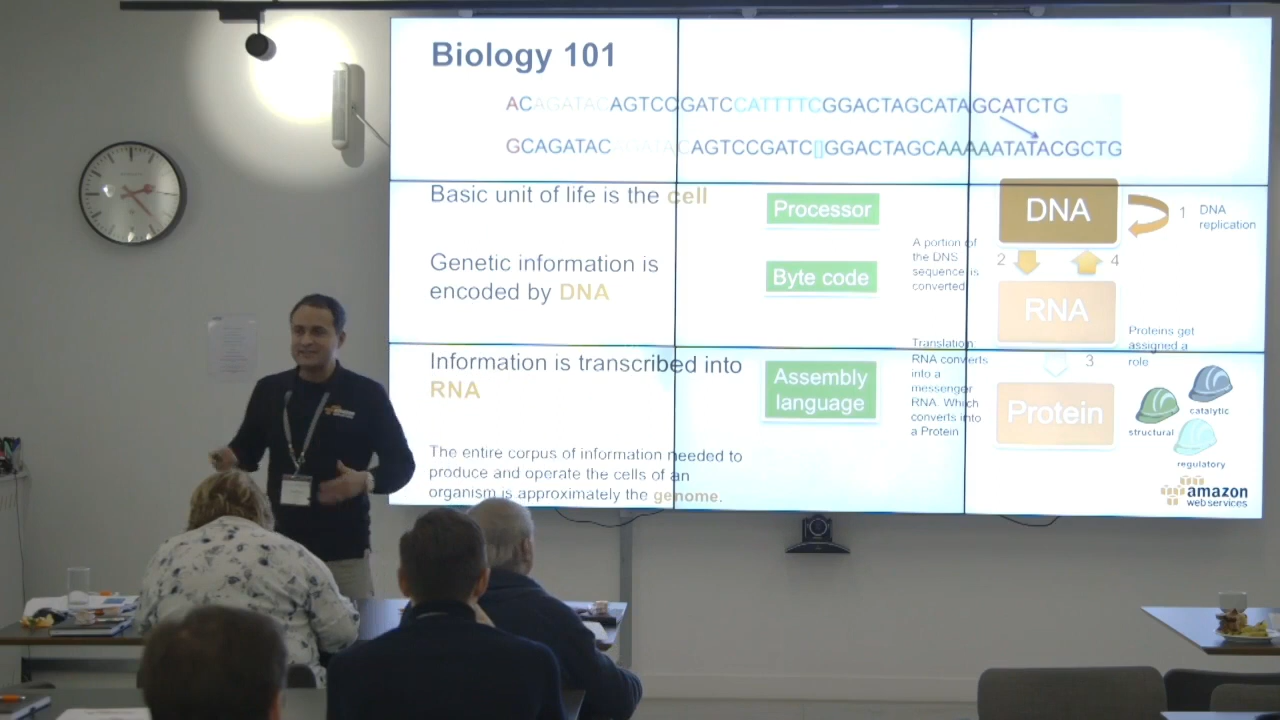 Biology 101
ACAGATACAGTCCGATCCATTTTCGGACTAGCATAGCATCTG
GCAGATACCGATACAGTCCGATC[]GGACTAGCAAAAATATACGCTG
Basic unit of life is the cell
Processor
Genetic information is
encoded by DNA
Byte code
Information is transcribed into
RNA
Assembly
language
The entire corpus of information needed to
produce and operate the cells of an
organism is approximately the genome.
A portion of
the DNS
sequence is
converted
Translation
RNA converts
into a
messenger
RNA. Which
converts into
a Protein
DNA
1
DNA
replication
2
4
RNA
3
Proteins get
assigned a
role
Protein
catalytic
structural
regulatory
amazon
webservices
amazon